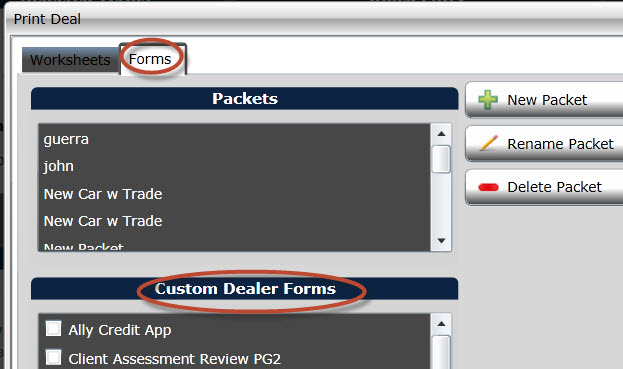 Print Deal
Worksheets Forms
Packets
guerra
john
New Car w Trade
New Car w Trade
New Packet
New Packet
Rename Packet
Delete Packet
Custom Dealer Forms
Ally Credit App
Client Assessment Review PG2